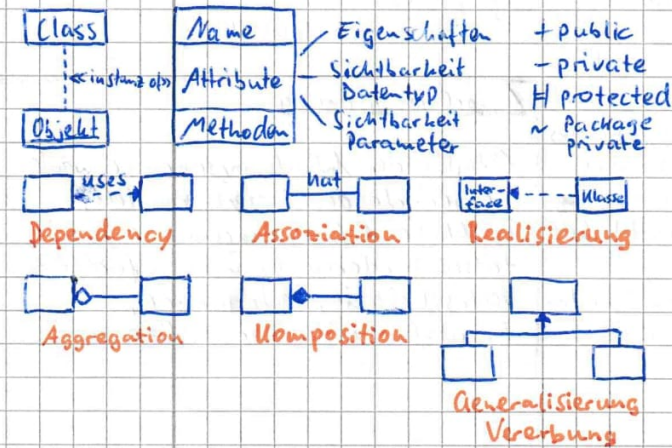 Class
«instanz of»
Objekt
Name
Attribute
Methoden
Eigenschaften
Sichtbarkeit
Datentyp
Sichtbarkeit
Parameter
+ public
- private
# protected
~ Package
private
uses
Dependency
hat
Assoziation
Inter-
face
Klasse
Realisierung
Aggregation
Komposition
Generalisierung
Vererbung